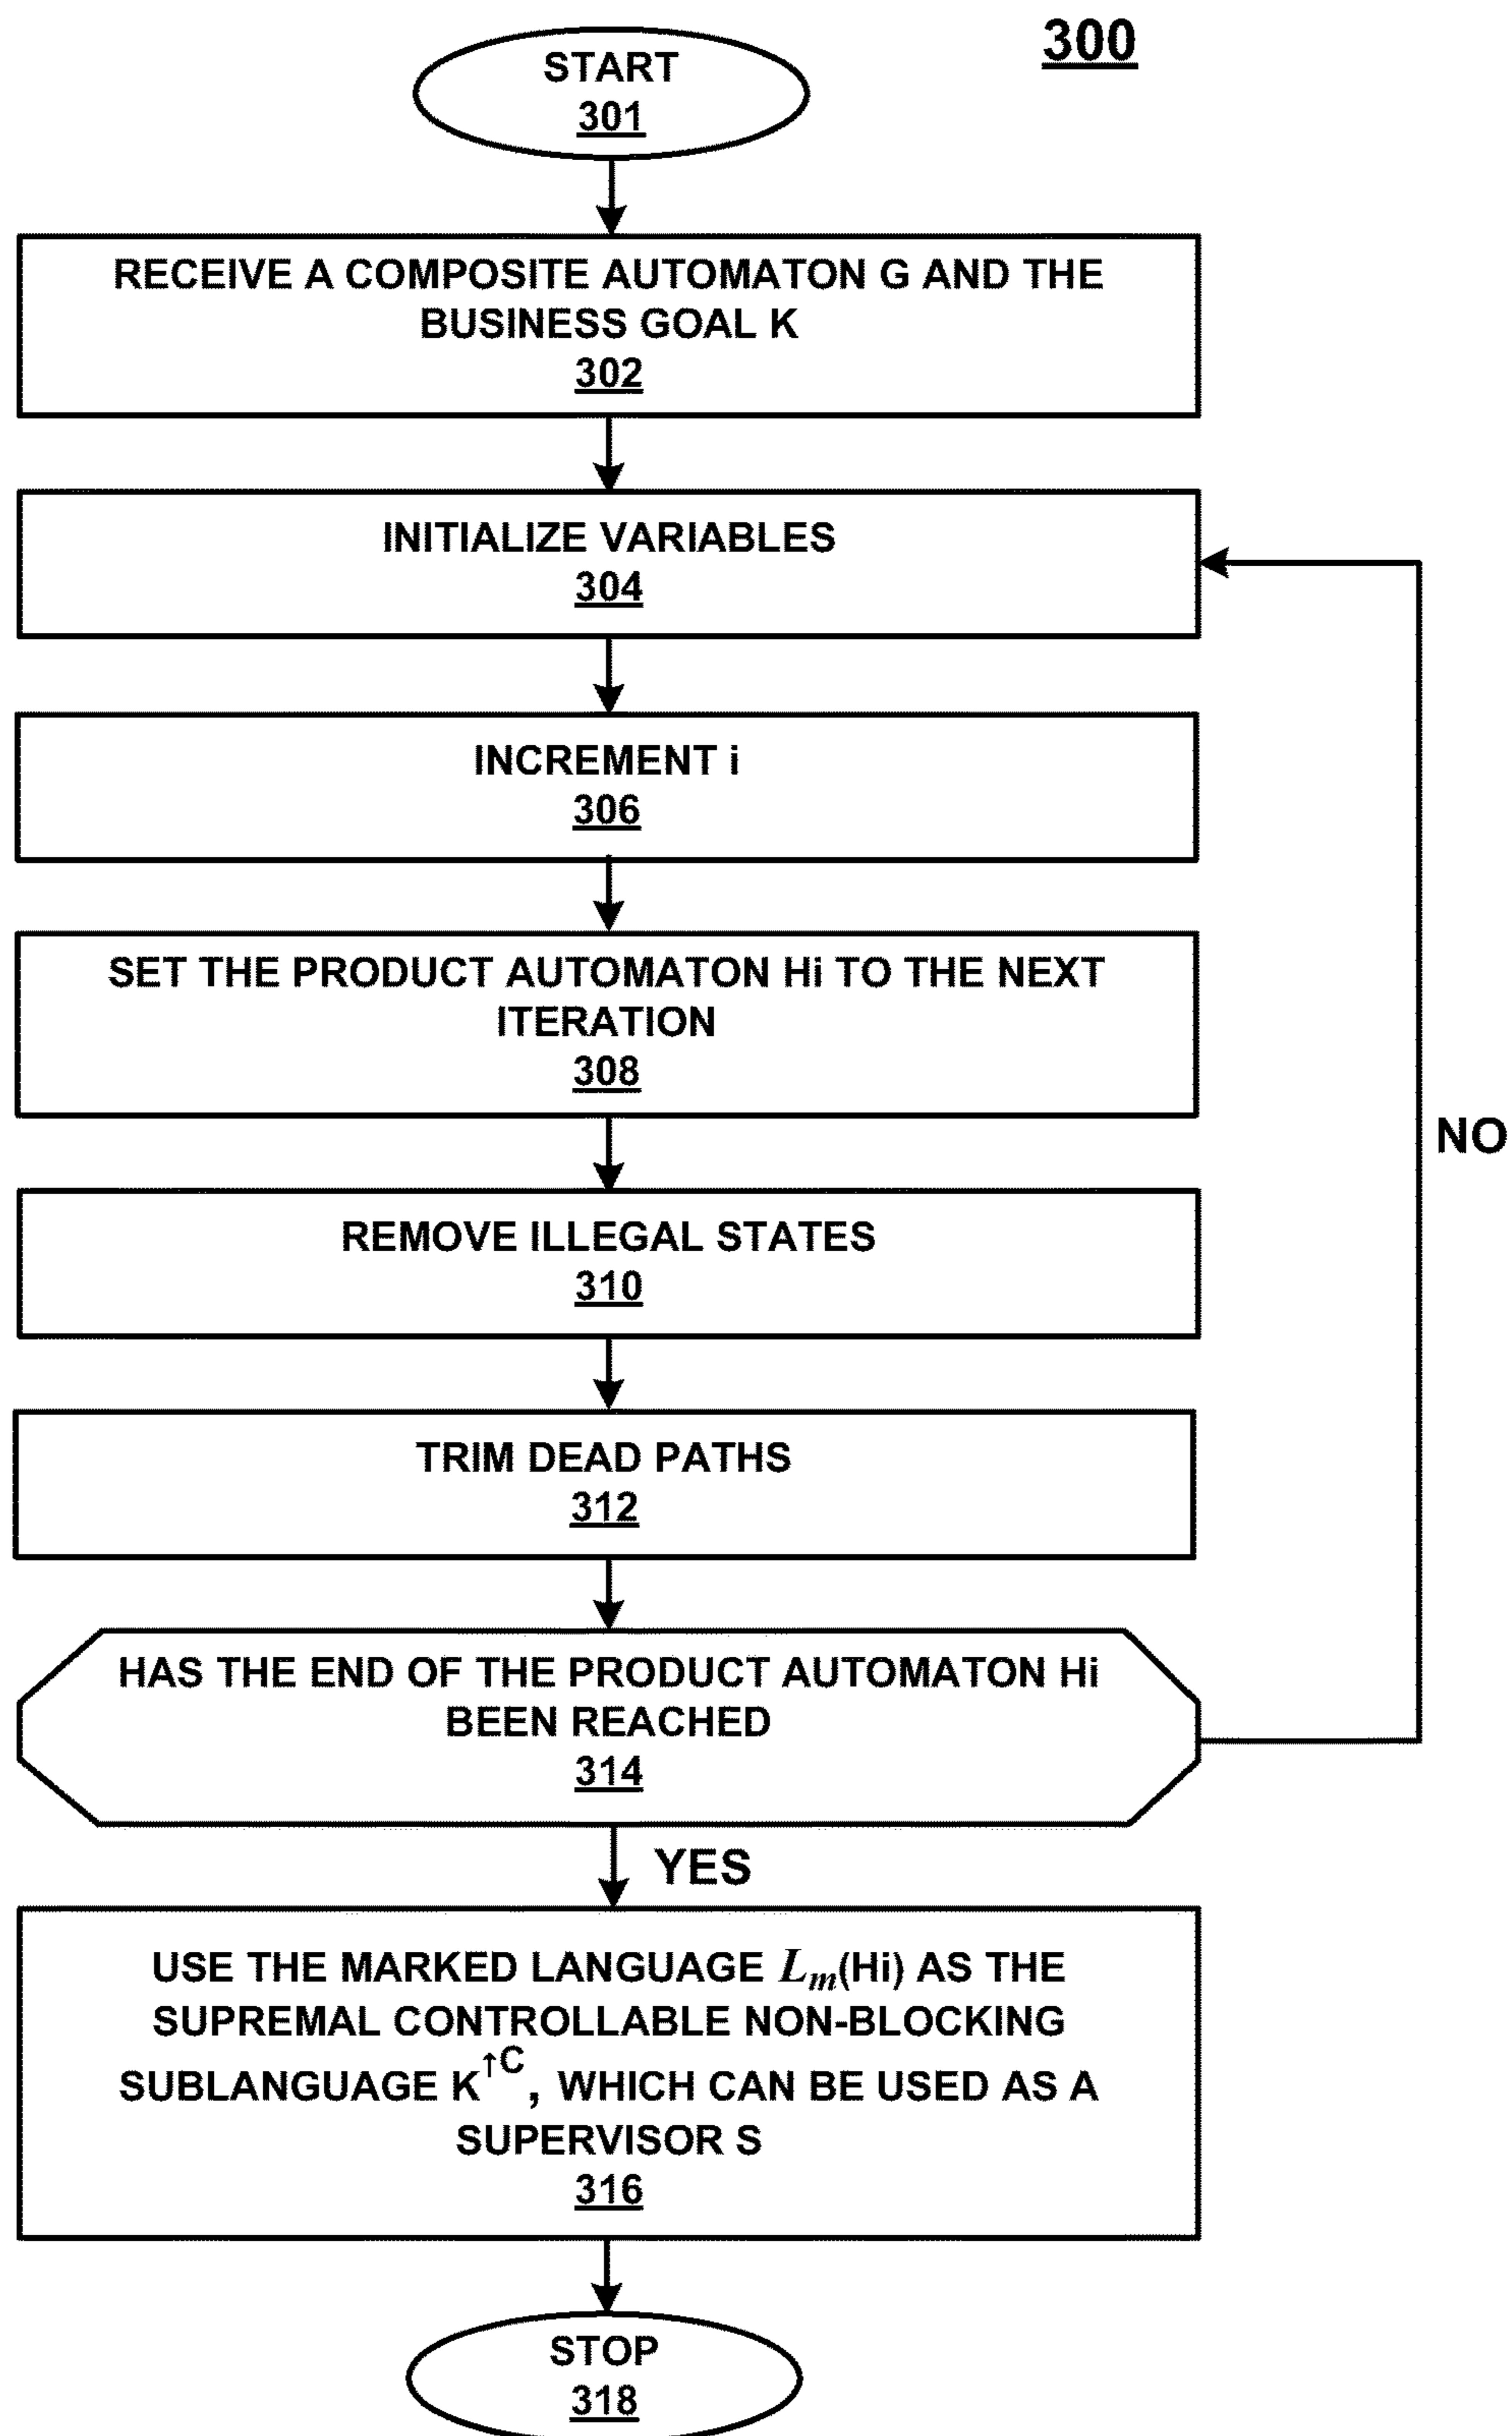 300
START
301
RECEIVE A COMPOSITE AUTOMATON G AND THE
BUSINESS GOAL K
302
INITIALIZE VARIABLES
304
INCREMENT i
306
SET THE PRODUCT AUTOMATON Hi TO THE NEXT
ITERATION
308
NO
REMOVE ILLEGAL STATES
310
TRIM DEAD PATHS
312
HAS THE END OF THE PRODUCT AUTOMATON Hi
BEEN REACHED
314
YES
USE THE MARKED LANGUAGE Lm(Hi) AS THE
SUPREMAL CONTROLLABLE NON-BLOCKING
SUBLANGUAGE K↑C, WHICH CAN BE USED AS A
SUPERVISOR S
316
STOP
318